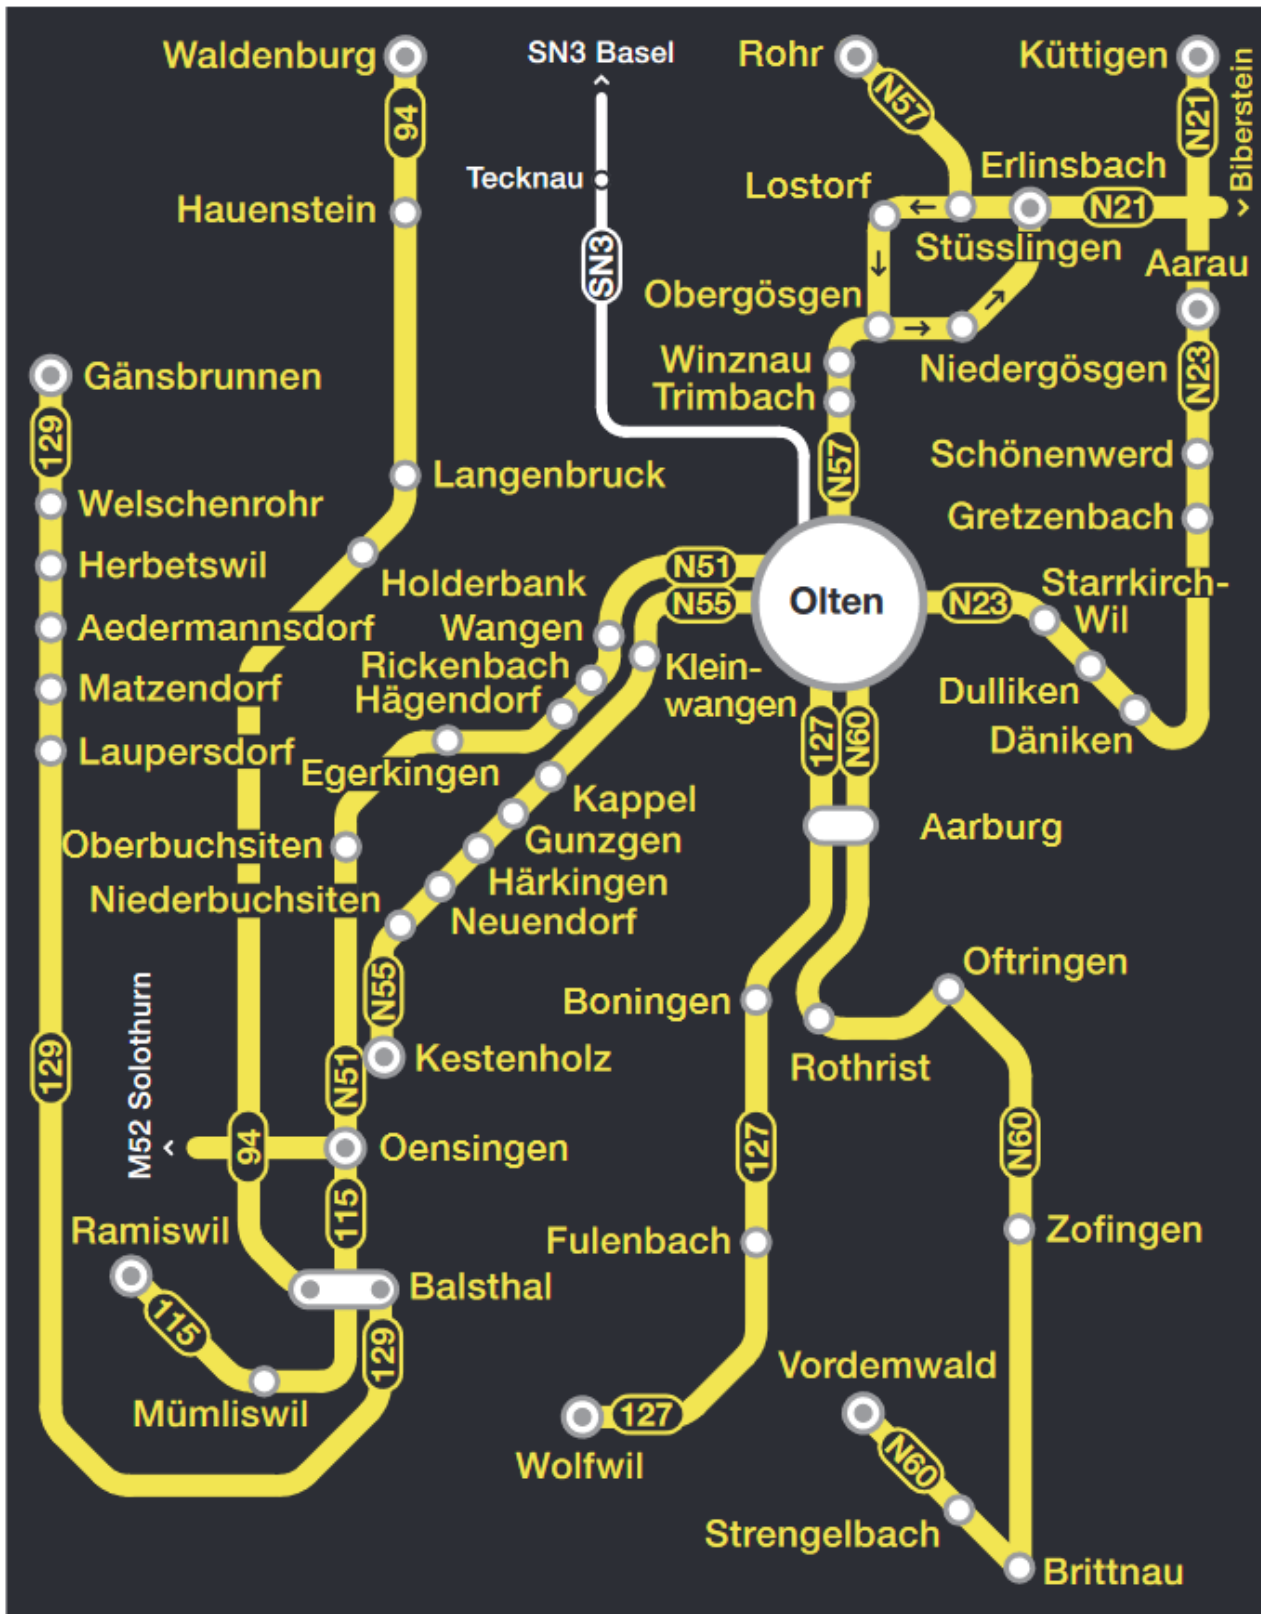 Waldenburg
SN3 Basel
Rohr
Küttigen
94
N57
N21
Biberstein
Tecknau
Erlinsbach
Lostorf
Hauenstein
N21
Stüsslingen
SN3
Aarau
Obergösgen
Winznau
Niedergösgen
N23
Gänsbrunnen
Trimbach
129
N57
Schönenwerd
Langenbruck
Welschenrohr
Gretzenbach
Herbetswil
N51
Holderbank
N55
Olten
N23
Starrkirch-
Wil
Aedermannsdorf
Wangen
Rickenbach
Klein-
wangen
Matzendorf
Hägendorf
Dulliken
Däniken
Laupersdorf
127
N60
Egerkingen
Kappel
Aarburg
Oberbuchsiten
Gunzgen
Härkingen
Niederbuchsiten
Neuendorf
Oftringen
N55
Boningen
M52 Solothurn
129
N51
Kestenholz
Rothrist
94
Oensingen
127
N60
115
Ramiswil
Fulenbach
Zofingen
Balsthal
115
129
Vordemwald
Mümliswil
127
Wolfwil
N60
Strengelbach
Brittnau